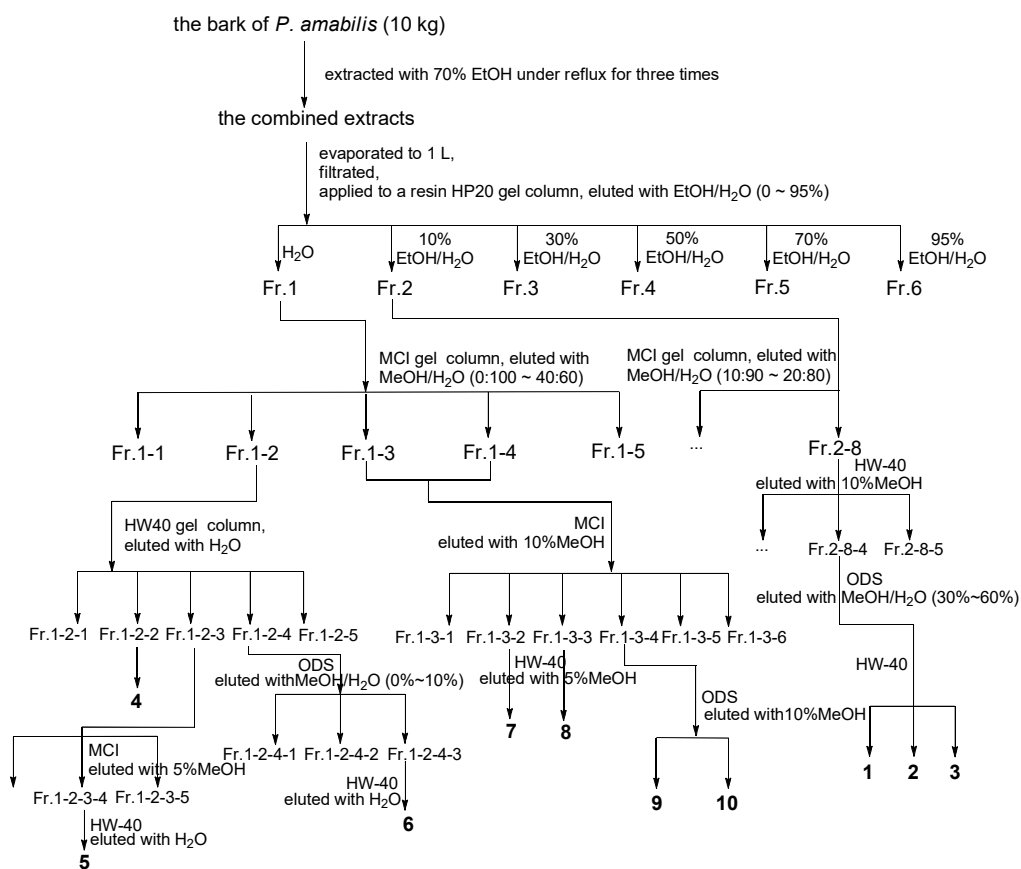 the bark of P. amabilis (10 kg)
extracted with 70% EtOH under reflux for three times
the combined extracts
evaporated to 1 L,
filtrated,
applied to a resin HP20 gel column, eluted with EtOH/H₂O (0 ~ 95%)
H₂O
10%
EtOH/H₂O
30%
EtOH/H₂O
50%
EtOH/H₂O
70%
EtOH/H₂O
95%
EtOH/H₂O
Fr.1 Fr.2 Fr.3 Fr.4 Fr.5 Fr.6
MCI gel column, eluted with
MeOH/H₂O (0:100 ~ 40:60)
MCI gel column, eluted with
MeOH/H₂O (10:90 ~ 20:80)
Fr.1-1 Fr.1-2 Fr.1-3 Fr.1-4 Fr.1-5 ... Fr.2-8
HW-40
eluted with 10%MeOH
HW40 gel column,
eluted with H₂O
MCI
eluted with 10%MeOH
... Fr.2-8-4 Fr.2-8-5
ODS
eluted with MeOH/H₂O (30%~60%)
Fr.1-2-1 Fr.1-2-2 Fr.1-2-3 Fr.1-2-4 Fr.1-2-5
Fr.1-3-1 Fr.1-3-2 Fr.1-3-3 Fr.1-3-4 Fr.1-3-5 Fr.1-3-6
ODS
eluted withMeOH/H₂O (0%~10%)
HW-40
eluted with 5%MeOH
HW-40
4
ODS
eluted with10%MeOH
7 8
MCI
eluted with 5%MeOH
Fr.1-2-4-1 Fr.1-2-4-2 Fr.1-2-4-3
1 2 3
Fr.1-2-3-4 Fr.1-2-3-5
HW-40
eluted with H₂O
9 10
6
HW-40
eluted with H₂O
5